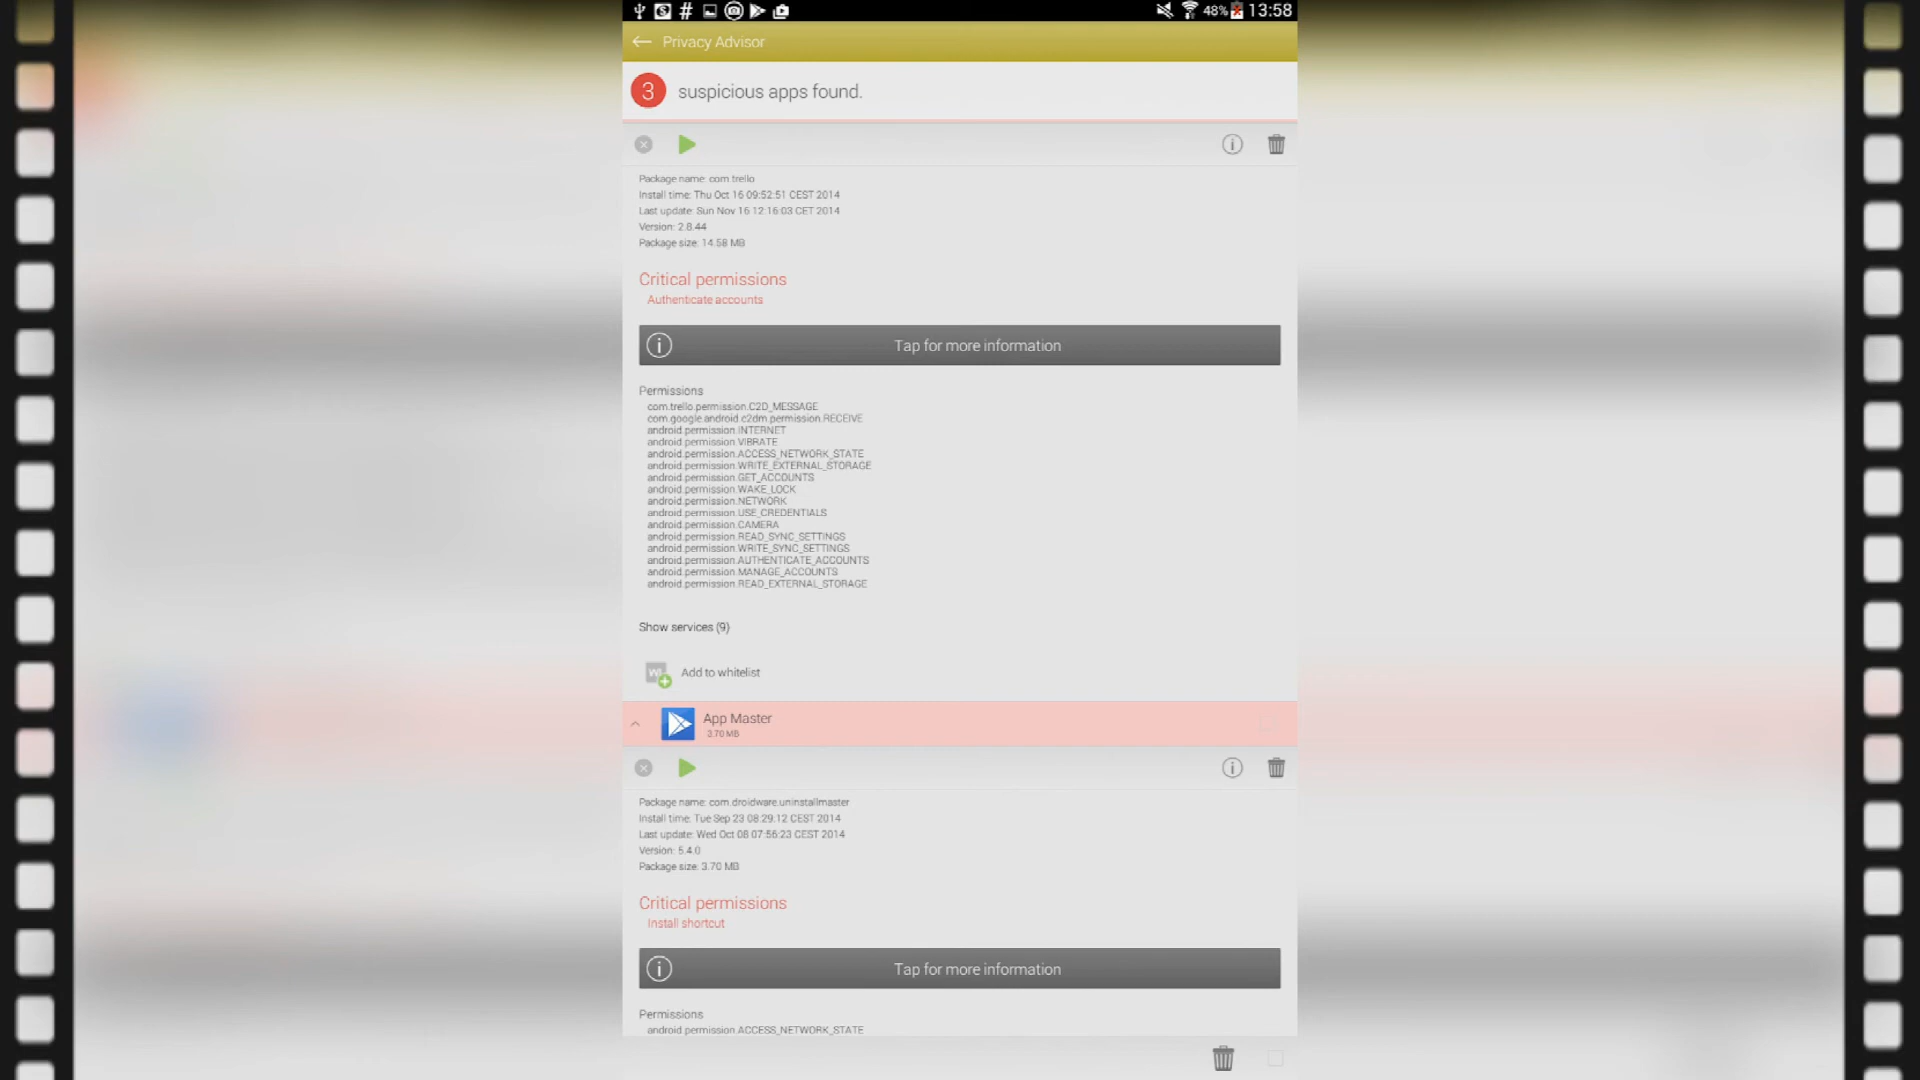 48% 13:58
Privacy Advisor
3 suspicious apps found.
Package name: com.trello
Install time: Thu Oct 16 09:52:51 CEST 2014
Last update: Sun Nov 16 12:16:03 CET 2014
Version: 2.8.44
Package size: 14.58 MB
Critical permissions
Authenticate accounts
Tap for more information
Permissions
com.trello.permission.C2D_MESSAGE
com.google.android.c2dm.permission.RECEIVE
android.permission.INTERNET
android.permission.VIBRATE
android.permission.ACCESS_NETWORK_STATE
android.permission.WRITE_EXTERNAL_STORAGE
android.permission.GET_ACCOUNTS
android.permission.WAKE_LOCK
android.permission.NETWORK
android.permission.USE_CREDENTIALS
android.permission.CAMERA
android.permission.READ_SYNC_SETTINGS
android.permission.WRITE_SYNC_SETTINGS
android.permission.AUTHENTICATE_ACCOUNTS
android.permission.MANAGE_ACCOUNTS
android.permission.READ_EXTERNAL_STORAGE
Show services (9)
Add to whitelist
App Master
3.70 MB
Package name: com.droidware.uninstallmaster
Install time: Tue Sep 23 08:29:12 CEST 2014
Last update: Wed Oct 08 07:56:23 CEST 2014
Version: 5.4.0
Package size: 3.70 MB
Critical permissions
Install shortcut
Tap for more information
Permissions
android.permission.ACCESS_NETWORK_STATE